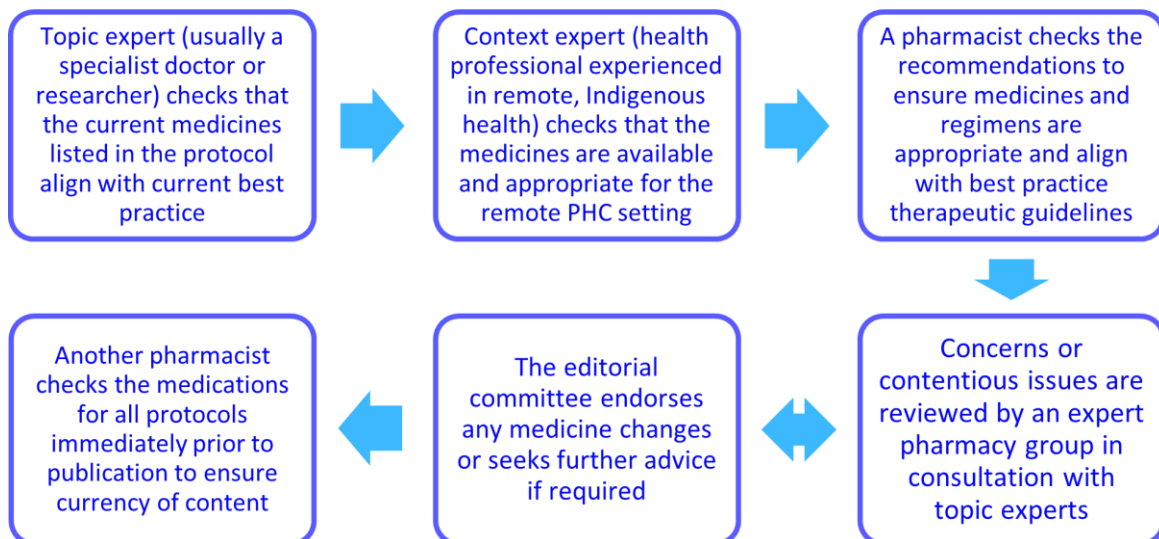 Topic expert (usually a
specialist doctor or
researcher) checks that
the current medicines
listed in the protocol
align with current best
practice
Context expert (health
professional experienced
in remote, Indigenous
health) checks that the
medicines are available
and appropriate for the
remote PHC setting
A pharmacist checks the
recommendations to
ensure medicines and
regimens are
appropriate and align
with best practice
therapeutic guidelines
Concerns or
contentious issues are
reviewed by an expert
pharmacy group in
consultation with
topic experts
The editorial
committee endorses
any medicine changes
or seeks further advice
if required
Another pharmacist
checks the medications
for all protocols
immediately prior to
publication to ensure
currency of content